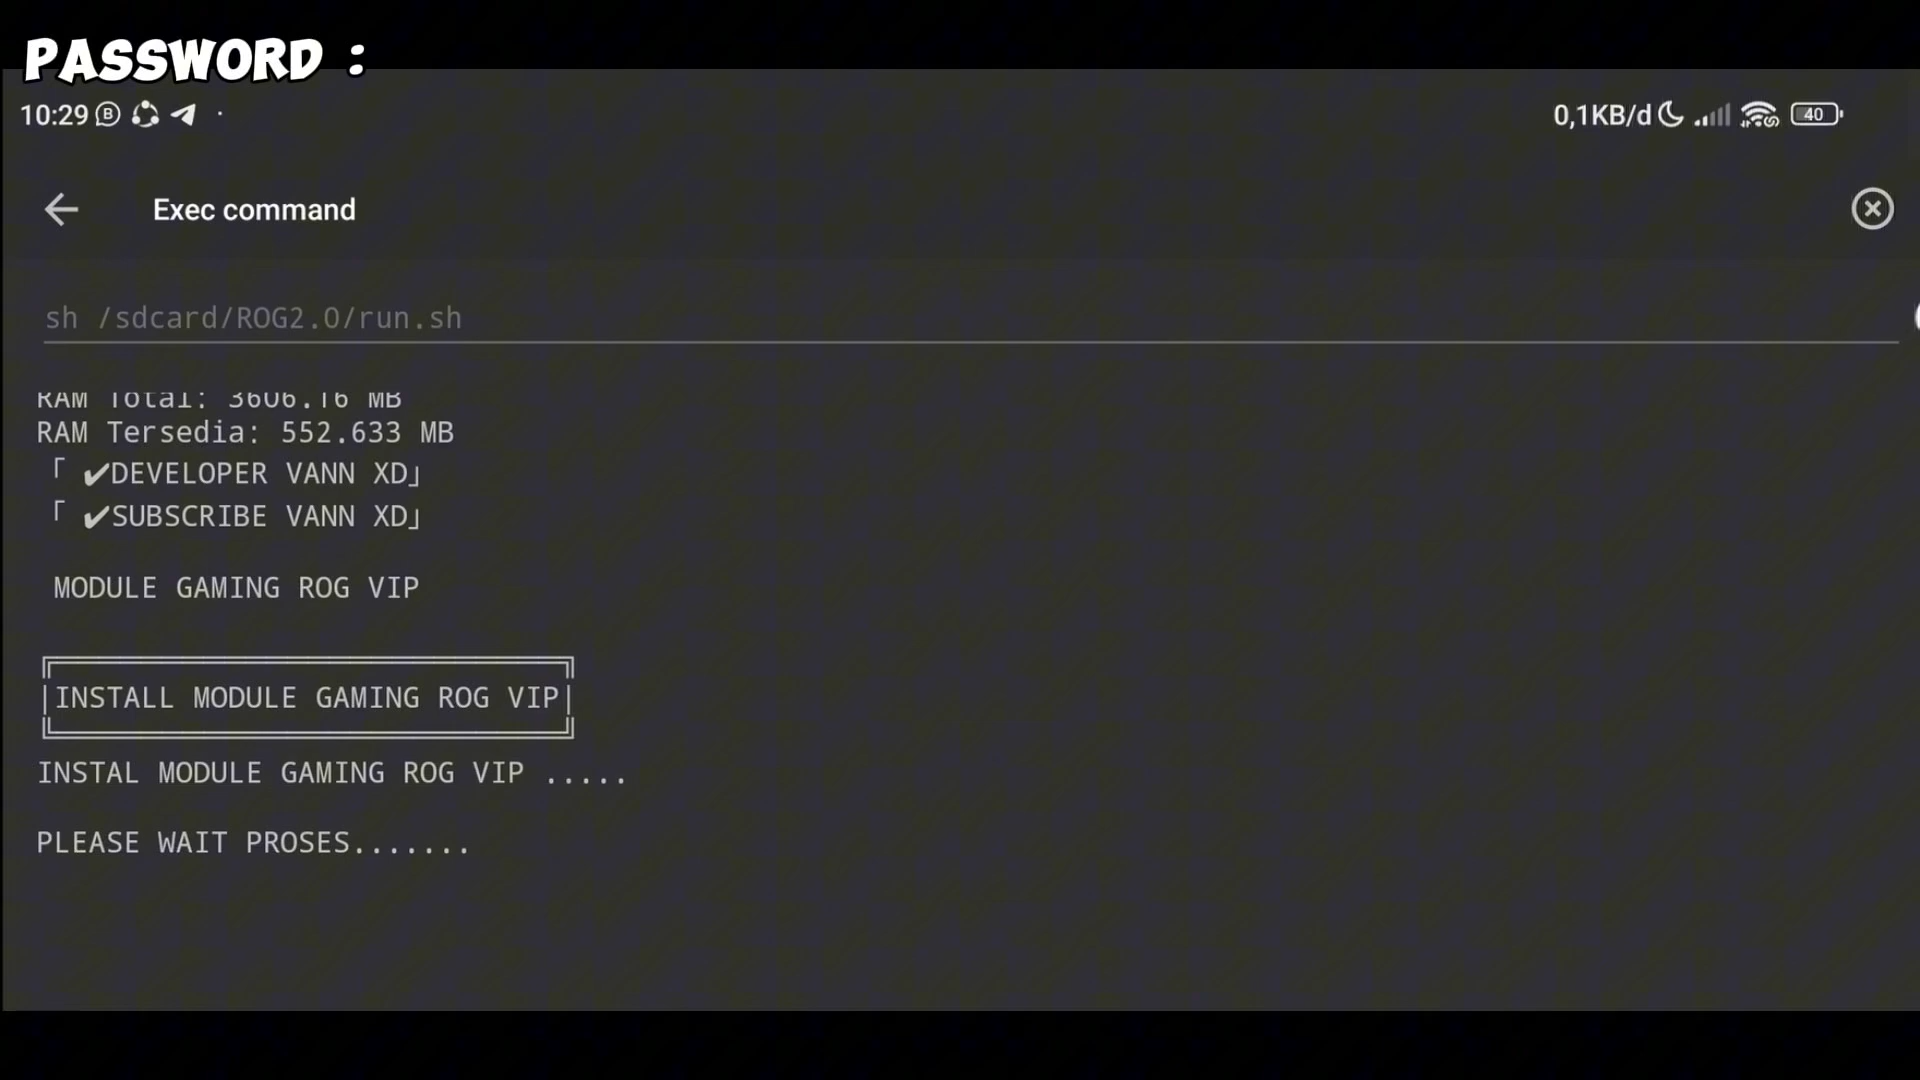 PASSWORD :
10:29
0,1KB/d 40
Exec command
sh /sdcard/ROG2.0/run.sh
RAM Total: 3606.16 MB
RAM Tersedia: 552.633 MB
「 ✔DEVELOPER VANN XD」
「 ✔SUBSCRIBE VANN XD」
MODULE GAMING ROG VIP
|INSTALL MODULE GAMING ROG VIP|
INSTAL MODULE GAMING ROG VIP .....
PLEASE WAIT PROSES.......